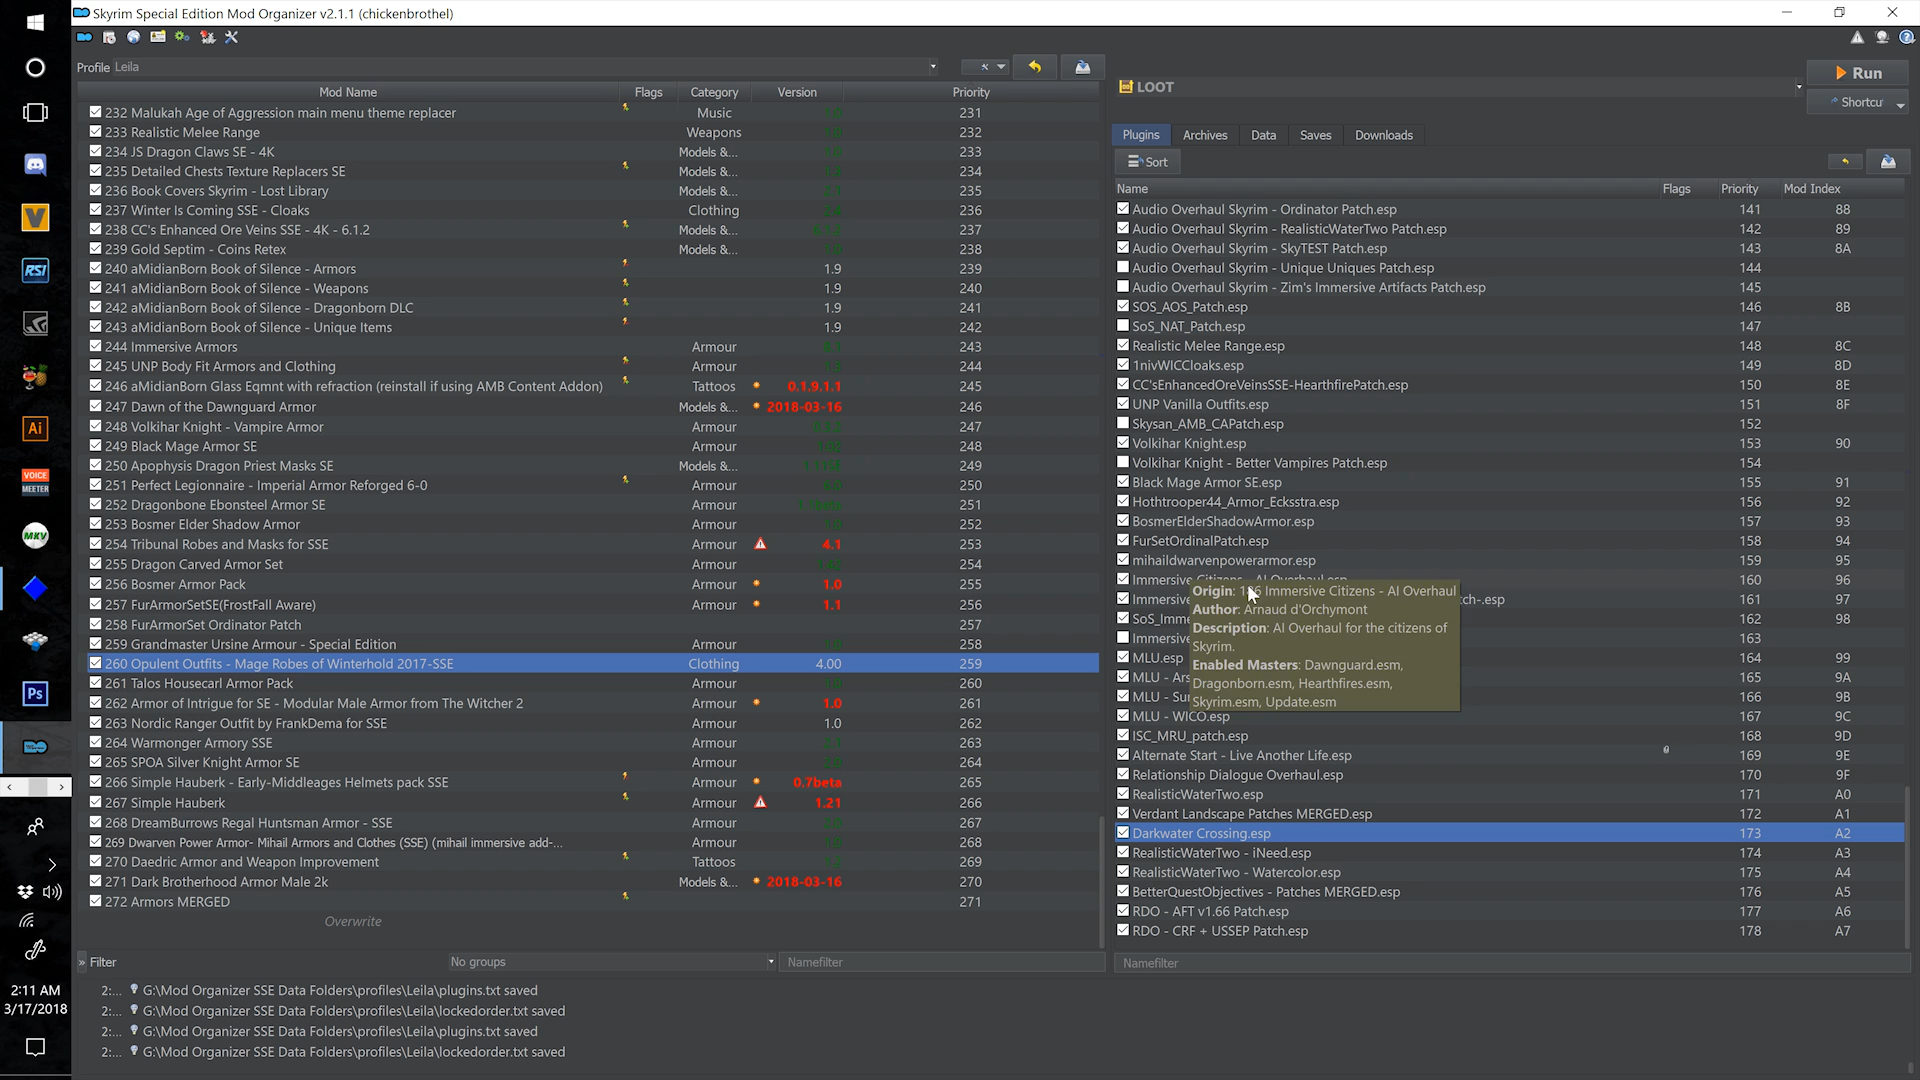 Skyrim Special Edition Mod Organizer v2.1.1 (chickenbrothel)
Profile Leila
Mod Name Flags Category Version Priority
232 Malukah Age of Aggression main menu theme replacer Music 231
233 Realistic Melee Range Weapons 232
234 JS Dragon Claws SE - 4K Models &... 233
235 Detailed Chests Texture Replacers SE Models &... 234
236 Book Covers Skyrim - Lost Library Models &... 235
237 Winter Is Coming SSE - Cloaks Clothing 236
238 CC's Enhanced Ore Veins SSE - 4K - 6.1.2 Models &... 237
239 Gold Septim - Coins Retex Models &... 238
240 aMidianBorn Book of Silence - Armors 1.9 239
241 aMidianBorn Book of Silence - Weapons 1.9 240
242 aMidianBorn Book of Silence - Dragonborn DLC 1.9 241
243 aMidianBorn Book of Silence - Unique Items 1.9 242
244 Immersive Armors Armour 243
245 UNP Body Fit Armors and Clothing Armour 244
246 aMidianBorn Glass Eqmnt with refraction (reinstall if using AMB Content Addon) Tattoos 0.1.9.1.1 245
247 Dawn of the Dawnguard Armor Models &... 2018-03-16 246
248 Volkihar Knight - Vampire Armor Armour 247
249 Black Mage Armor SE Armour 248
250 Apophysis Dragon Priest Masks SE Models &... 249
251 Perfect Legionnaire - Imperial Armor Reforged 6-0 Armour 250
252 Dragonbone Ebonsteel Armor SE Armour 251
253 Bosmer Elder Shadow Armor Armour 252
254 Tribunal Robes and Masks for SSE Armour 4.1 253
255 Dragon Carved Armor Set Armour 254
256 Bosmer Armor Pack Armour 1.0 255
257 FurArmorSetSE(FrostFall Aware) Armour 1.1 256
258 FurArmorSet Ordinator Patch 257
259 Grandmaster Ursine Armour - Special Edition Armour 258
260 Opulent Outfits - Mage Robes of Winterhold 2017-SSE Clothing 4.00 259
261 Talos Housecarl Armor Pack Armour 260
262 Armor of Intrigue for SE - Modular Male Armor from The Witcher 2 Armour 1.0 261
263 Nordic Ranger Outfit by FrankDema for SSE Armour 1.0 262
264 Warmonger Armory SSE Armour 263
265 SPOA Silver Knight Armor SE Armour 264
266 Simple Hauberk - Early-Middleages Helmets pack SSE Armour 0.7beta 265
267 Simple Hauberk Armour 1.21 266
268 DreamBurrows Regal Huntsman Armor - SSE Armour 267
269 Dwarven Power Armor- Mihail Armors and Clothes (SSE) (mihail immersive add-... Armour 268
270 Daedric Armor and Weapon Improvement Tattoos 269
271 Dark Brotherhood Armor Male 2k Models &... 2018-03-16 270
272 Armors MERGED 271
Overwrite
» Filter No groups Namefilter
LOOT
Run
Shortcu
Plugins Archives Data Saves Downloads
Sort
Name Flags Priority Mod Index
Audio Overhaul Skyrim - Ordinator Patch.esp 141 88
Audio Overhaul Skyrim - RealisticWaterTwo Patch.esp 142 89
Audio Overhaul Skyrim - SkyTEST Patch.esp 143 8A
Audio Overhaul Skyrim - Unique Uniques Patch.esp 144
Audio Overhaul Skyrim - Zim's Immersive Artifacts Patch.esp 145
SOS_AOS_Patch.esp 146 8B
SoS_NAT_Patch.esp 147
Realistic Melee Range.esp 148 8C
1nivWICCloaks.esp 149 8D
CC'sEnhancedOreVeinsSSE-HearthfirePatch.esp 150 8E
UNP Vanilla Outfits.esp 151 8F
Skysan_AMB_CAPatch.esp 152
Volkihar Knight.esp 153 90
Volkihar Knight - Better Vampires Patch.esp 154
Black Mage Armor SE.esp 155 91
Hothtrooper44_Armor_Ecksstra.esp 156 92
BosmerElderShadowArmor.esp 157 93
FurSetOrdinalPatch.esp 158 94
mihaildwarvenpowerarmor.esp 159 95
Immersive Citizens - AI Overhaul.esp 160 96
Immersive ch-.esp 161 97
SoS_Imme 162 98
Immersive 163
MLU.esp 164 99
MLU - Ars 165 9A
MLU - Su 166 9B
MLU - WICO.esp 167 9C
ISC_MRU_patch.esp 168 9D
Alternate Start - Live Another Life.esp 169 9E
Relationship Dialogue Overhaul.esp 170 9F
RealisticWaterTwo.esp 171 A0
Verdant Landscape Patches MERGED.esp 172 A1
Darkwater Crossing.esp 173 A2
RealisticWaterTwo - iNeed.esp 174 A3
RealisticWaterTwo - Watercolor.esp 175 A4
BetterQuestObjectives - Patches MERGED.esp 176 A5
RDO - AFT v1.66 Patch.esp 177 A6
RDO - CRF + USSEP Patch.esp 178 A7
Namefilter
Origin: Immersive Citizens - AI Overhaul
Author: Arnaud d'Orchymont
Description: AI Overhaul for the citizens of
Skyrim.
Enabled Masters: Dawnguard.esm,
Dragonborn.esm, Hearthfires.esm,
Skyrim.esm, Update.esm
2:... G:\Mod Organizer SSE Data Folders\profiles\Leila\plugins.txt saved
2:... G:\Mod Organizer SSE Data Folders\profiles\Leila\lockedorder.txt saved
2:... G:\Mod Organizer SSE Data Folders\profiles\Leila\plugins.txt saved
2:... G:\Mod Organizer SSE Data Folders\profiles\Leila\lockedorder.txt saved
RSI
Ai
VOICE
MEETER
MKV
Ps
2:11 AM
3/17/2018